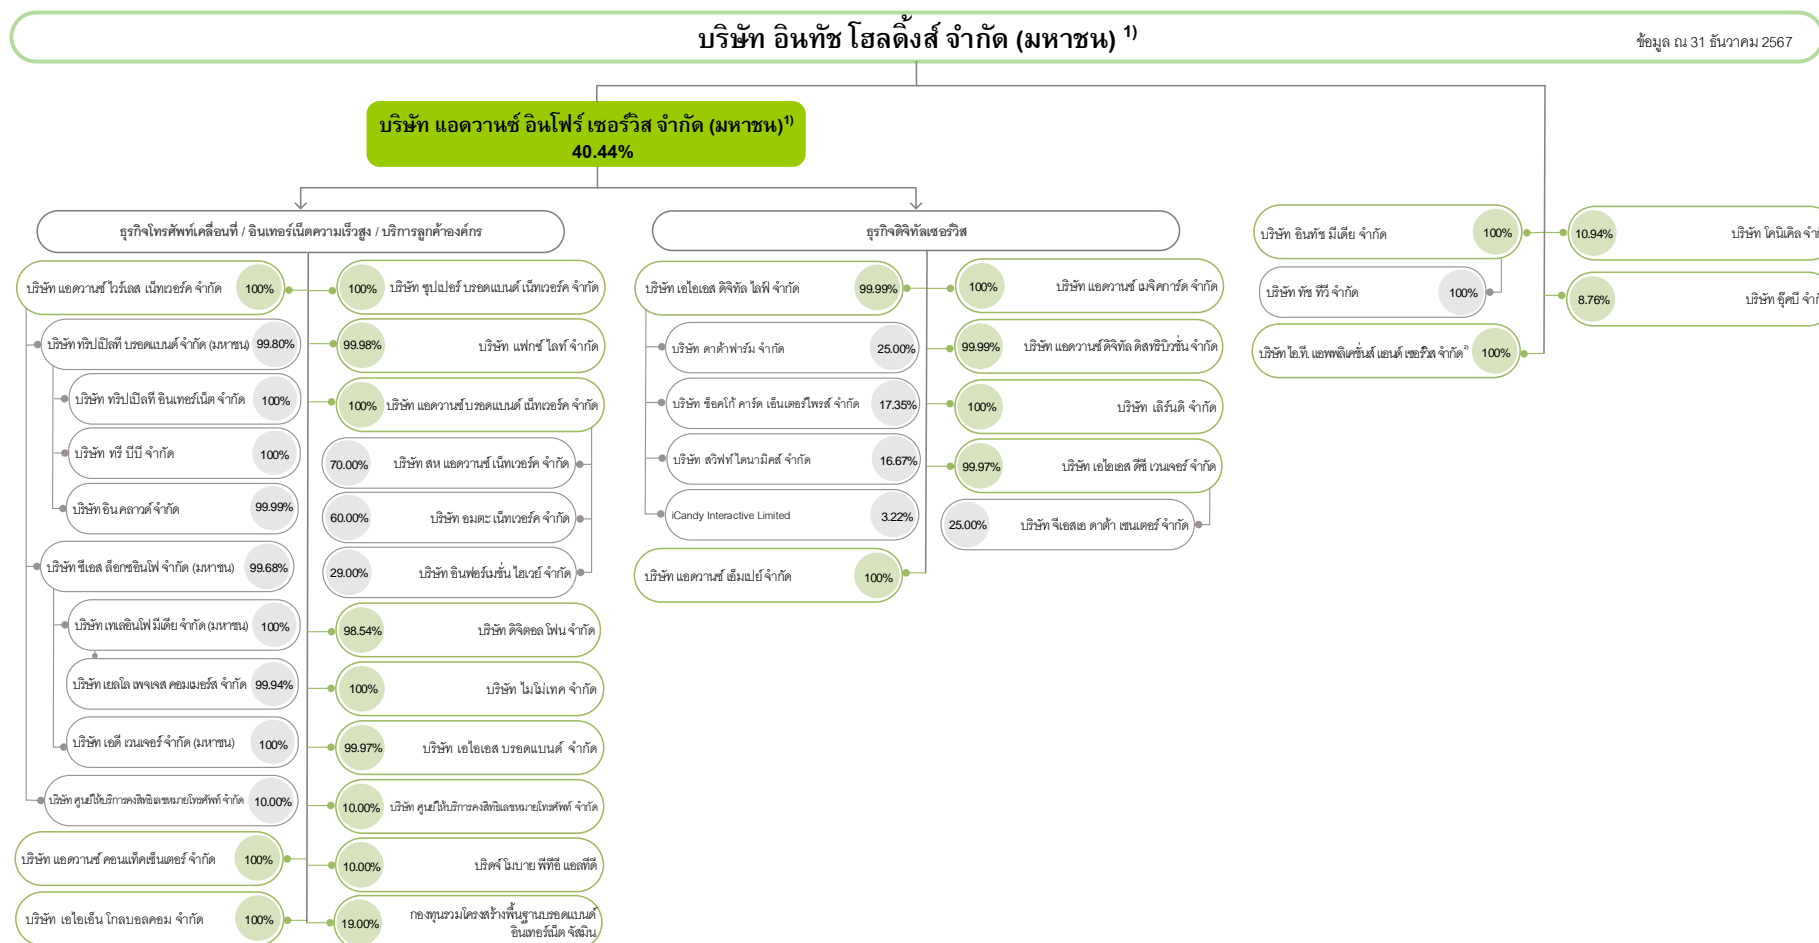 บริษัท อินทัช โฮลดิ้งส์ จำกัด (มหาชน) 1)
ข้อมูล ณ 31 ธันวาคม 2567
บริษัท แอดวานซ์ อินโฟร์ เซอร์วิส จำกัด (มหาชน)1)
40.44%
ธุรกิจโทรศัพท์เคลื่อนที่ / อินเทอร์เน็ตความเร็วสูง / บริการลูกค้าองค์กร
บริษัท แอดวานซ์ ไวร์เลส เน็ทเวอร์ค จำกัด 100%
บริษัท ทริปเปิลที บรอดแบนด์ จำกัด (มหาชน) 99.80%
บริษัท ทริปเปิลที อินเทอร์เน็ต จำกัด 100%
บริษัท ทรี บีบี จำกัด 100%
บริษัท อิน คลาวด์ จำกัด 99.99%
บริษัท ซีเอส ล็อกซอินโฟ จำกัด (มหาชน) 99.68%
บริษัท เทเลอินโฟ มีเดีย จำกัด (มหาชน) 100%
บริษัท เยลโล เพจเจส คอมเมอร์ส จำกัด 99.94%
บริษัท เอดี เวนเจอร์ จำกัด (มหาชน) 100%
บริษัท ศูนย์ให้บริการคงสิทธิเลขหมายโทรศัพท์ จำกัด 10.00%
บริษัท แอดวานซ์ คอนแท็คเซ็นเตอร์ จำกัด 100%
บริษัท เอไอเอ็น โกลบอลคอม จำกัด 100%
100% บริษัท ซุปเปอร์ บรอดแบนด์ เน็ทเวอร์ค จำกัด
99.98% บริษัท แฟกซ์ ไลท์ จำกัด
100% บริษัท แอดวานซ์ บรอดแบนด์ เน็ทเวอร์ค จำกัด
70.00% บริษัท สห แอดวานซ์ เน็ทเวอร์ค จำกัด
60.00% บริษัท อมตะ เน็ทเวอร์ค จำกัด
29.00% บริษัท อินฟอร์เมชั่น ไฮเวย์ จำกัด
98.54% บริษัท ดิจิตอล โฟน จำกัด
100% บริษัท ไมโม่เทค จำกัด
99.97% บริษัท เอไอเอส บรอดแบนด์ จำกัด
10.00% บริษัท ศูนย์ให้บริการคงสิทธิเลขหมายโทรศัพท์ จำกัด
10.00% บริดจ์ โมบาย พีทีอี แอลทีดี
19.00% กองทุนรวมโครงสร้างพื้นฐานบรอดแบนด์
อินเทอร์เน็ต จัสมิน
ธุรกิจดิจิทัลเซอร์วิส
บริษัท เอไอเอส ดิจิทัล ไลฟ์ จำกัด 99.99%
บริษัท ดาต้าฟาร์ม จำกัด 25.00%
บริษัท ช็อคโก้ คาร์ด เอ็นเตอร์ไพรส์ จำกัด 17.35%
บริษัท สวิฟท์ ไดนามิคส์ จำกัด 16.67%
iCandy Interactive Limited 3.22%
บริษัท แอดวานซ์ เอ็มเปย์ จำกัด 100%
100% บริษัท แอดวานซ์ เมจิคการ์ด จำกัด
99.99% บริษัท แอดวานซ์ ดิจิทัล ดิสทริบิวชั่น จำกัด
100% บริษัท เลิร์นดิ จำกัด
99.97% บริษัท เอไอเอส ดีซี เวนเจอร์ จำกัด
25.00% บริษัท จีเอสเอ ดาต้า เซนเตอร์ จำกัด
บริษัท อินทัช มีเดีย จำกัด 100%
บริษัท ทัช ทีวี จำกัด 100%
บริษัท ไอ.ที. แอพพลิเคชั่นส์ แอนด์ เซอร์วิส จำกัด2) 100%
10.94% บริษัท โคนิเคิล
8.76% บริษัท อุ๊คบี